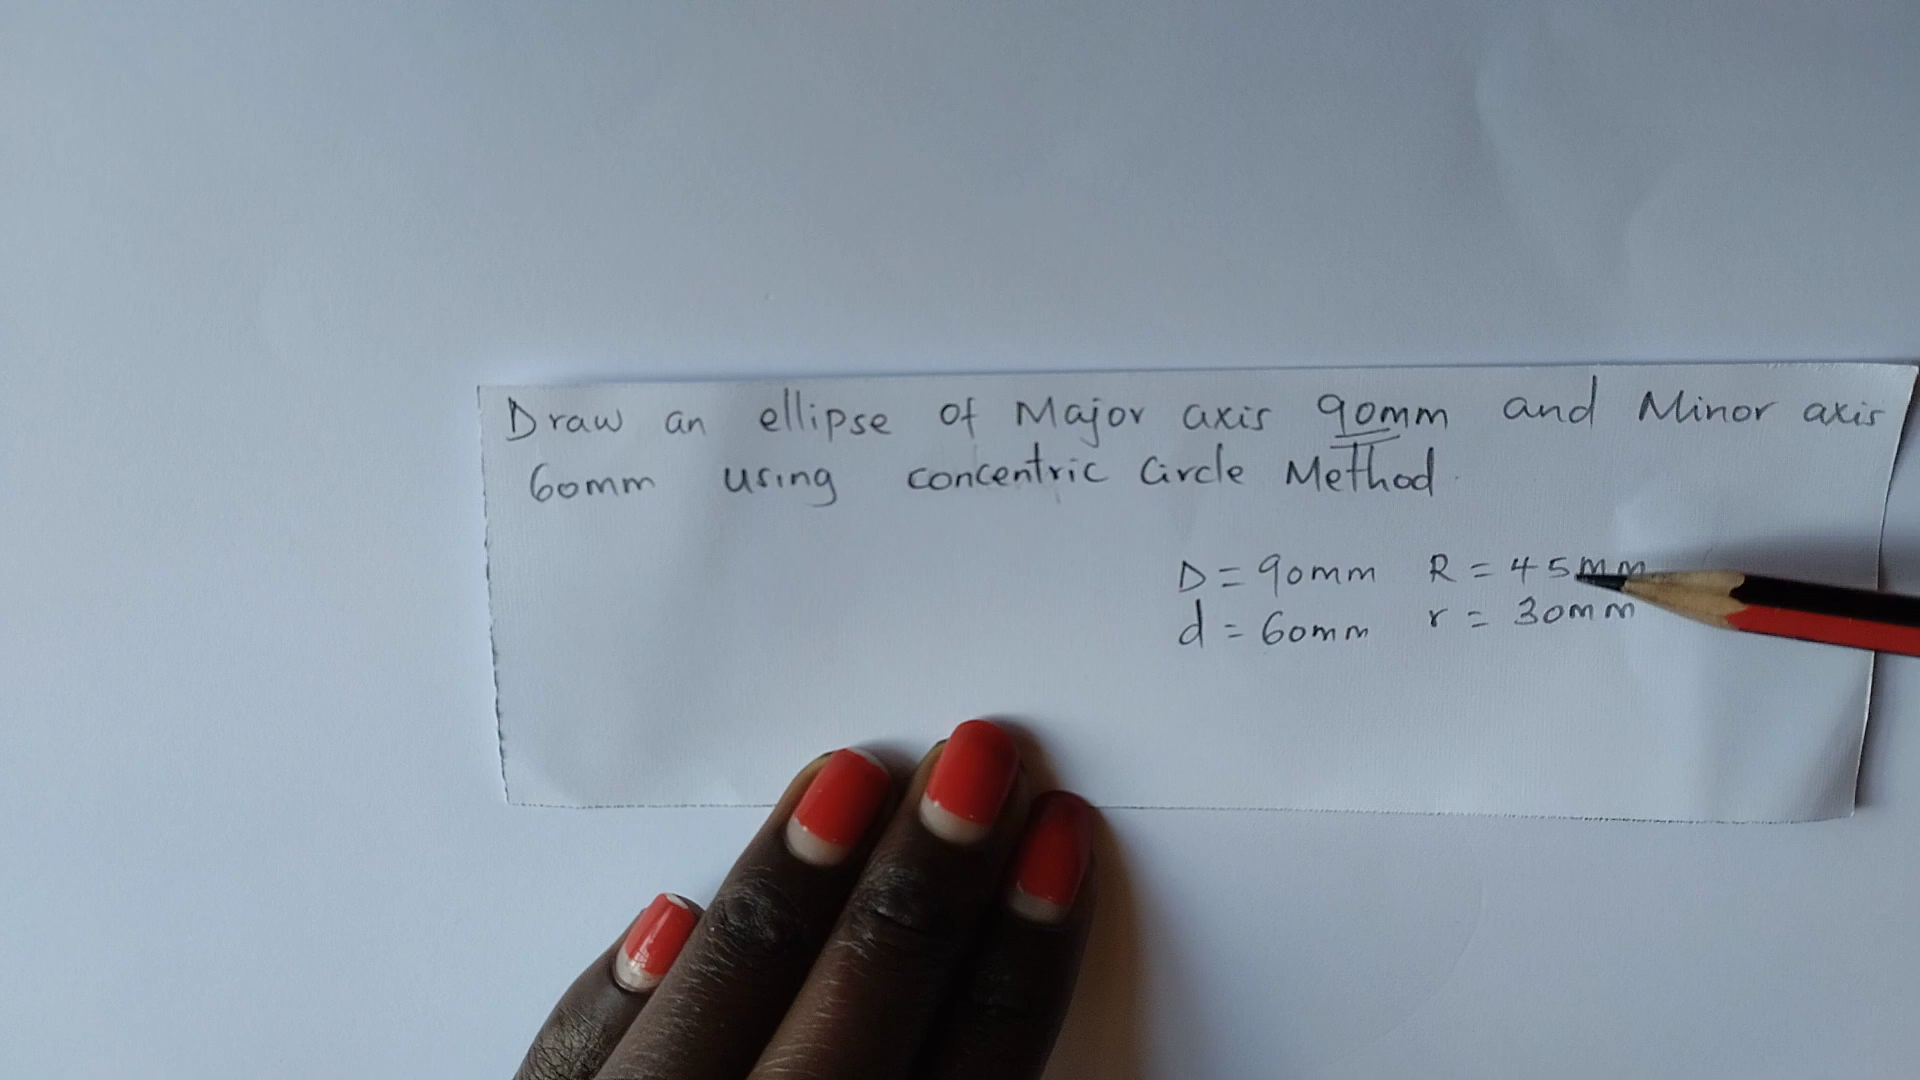 Draw an ellipse of Major axis 90mm and Minor axis
60mm using concentric Circle Method.
D = 90mm R = 45mm
d = 60mm r = 30mm